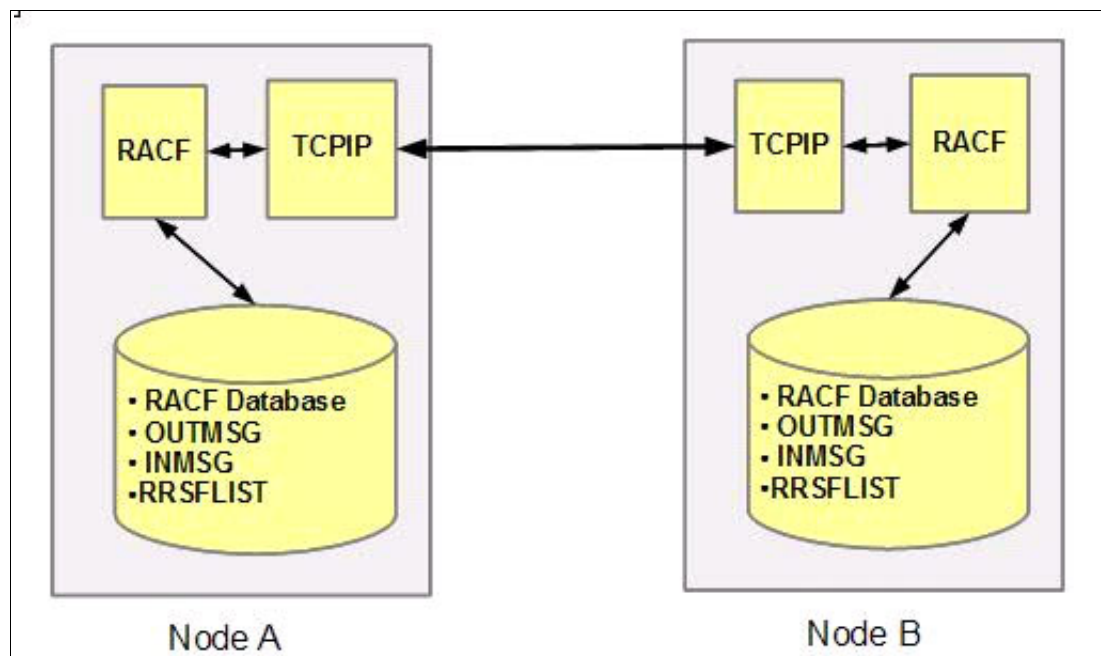 RACF
TCPIP
TCPIP
RACF
• RACF Database
• OUTMSG
• INMSG
•RRSFLIST
• RACF Database
• OUTMSG
• INMSG
•RRSFLIST
Node A
Node B